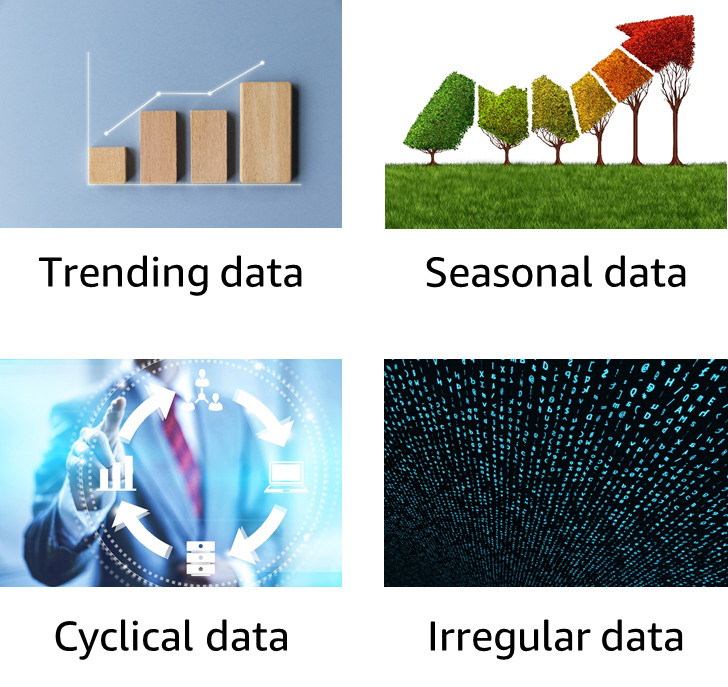 Trending data
Seasonal data
Cyclical data
Irregular data